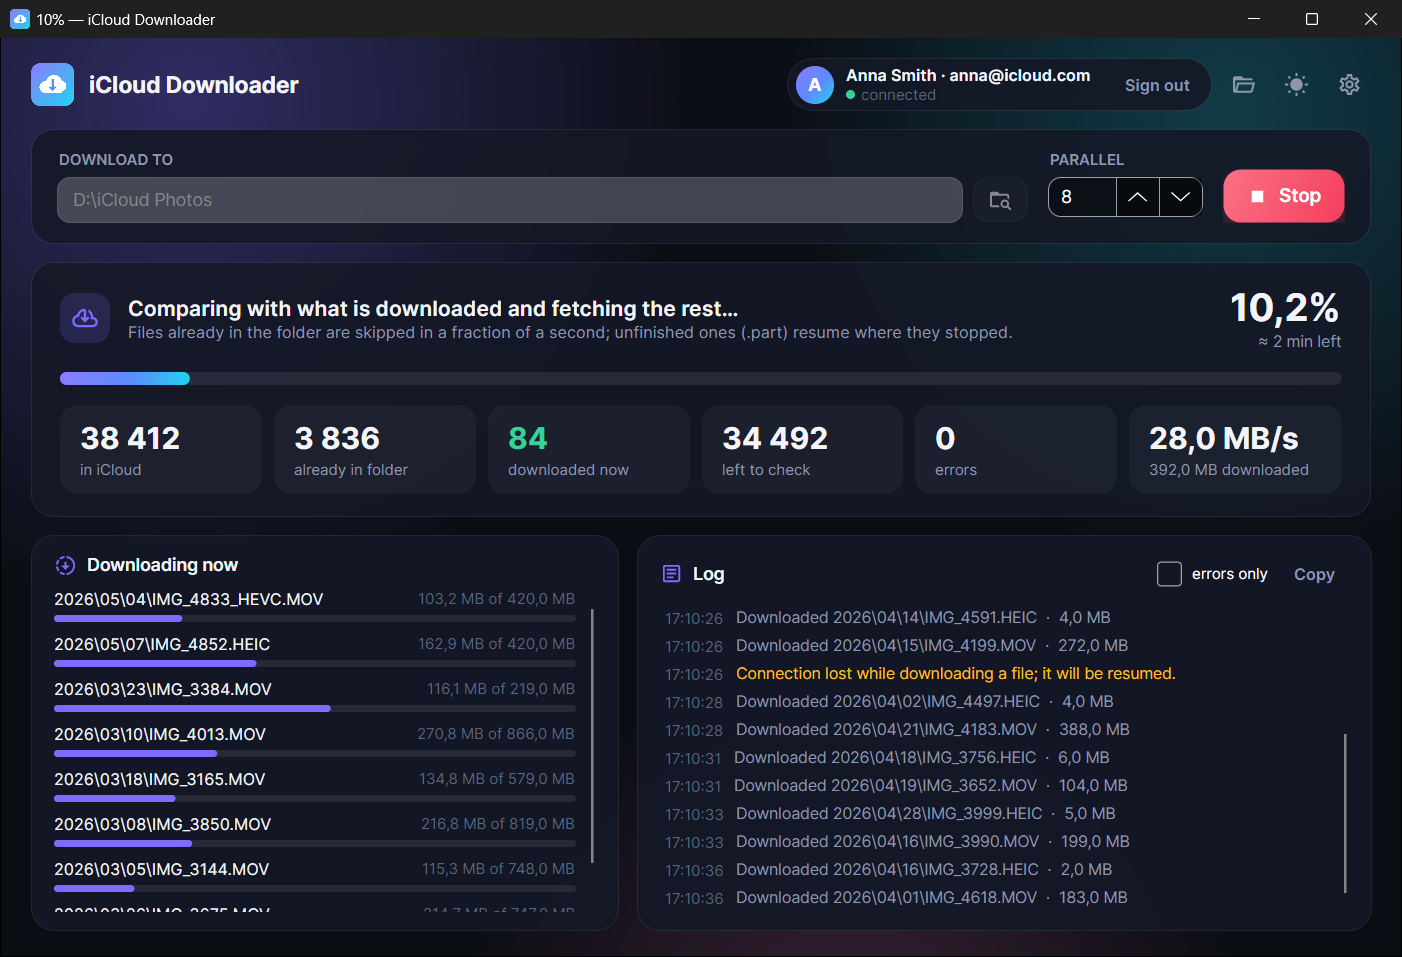 10% — iCloud Downloader
iCloud Downloader
A
Anna Smith · anna@icloud.com
connected
Sign out
DOWNLOAD TO
D:\iCloud Photos
PARALLEL
8
Stop
Comparing with what is downloaded and fetching the rest...
Files already in the folder are skipped in a fraction of a second; unfinished ones (.part) resume where they stopped.
10,2%
≈ 2 min left
38 412
in iCloud
3 836
already in folder
84
downloaded now
34 492
left to check
0
errors
28,0 MB/s
392,0 MB downloaded
Downloading now
2026\05\04\IMG_4833_HEVC.MOV 103,2 MB of 420,0 MB
2026\05\07\IMG_4852.HEIC 162,9 MB of 420,0 MB
2026\03\23\IMG_3384.MOV 116,1 MB of 219,0 MB
2026\03\10\IMG_4013.MOV 270,8 MB of 866,0 MB
2026\03\18\IMG_3165.MOV 134,8 MB of 579,0 MB
2026\03\08\IMG_3850.MOV 216,8 MB of 819,0 MB
2026\03\05\IMG_3144.MOV 115,3 MB of 748,0 MB
Log
errors only
Copy
17:10:26 Downloaded 2026\04\14\IMG_4591.HEIC · 4,0 MB
17:10:26 Downloaded 2026\04\15\IMG_4199.MOV · 272,0 MB
17:10:26 Connection lost while downloading a file; it will be resumed.
17:10:28 Downloaded 2026\04\02\IMG_4497.HEIC · 4,0 MB
17:10:28 Downloaded 2026\04\21\IMG_4183.MOV · 388,0 MB
17:10:31 Downloaded 2026\04\18\IMG_3756.HEIC · 6,0 MB
17:10:31 Downloaded 2026\04\19\IMG_3652.MOV · 104,0 MB
17:10:33 Downloaded 2026\04\28\IMG_3999.HEIC · 5,0 MB
17:10:33 Downloaded 2026\04\16\IMG_3990.MOV · 199,0 MB
17:10:36 Downloaded 2026\04\16\IMG_3728.HEIC · 2,0 MB
17:10:36 Downloaded 2026\04\01\IMG_4618.MOV · 183,0 MB